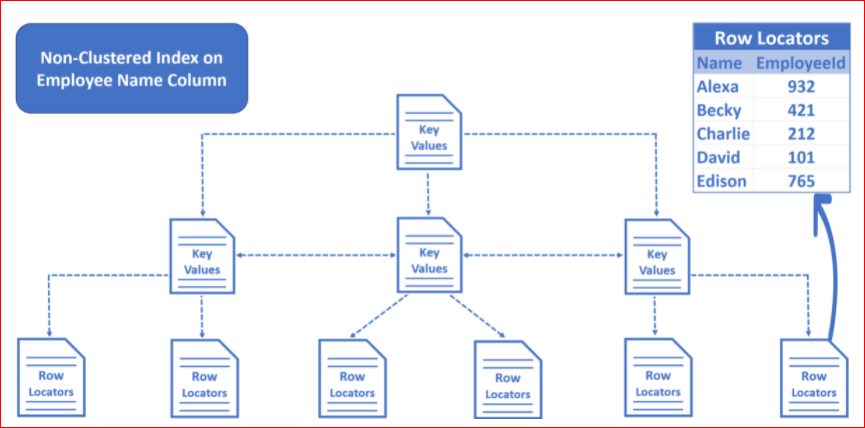 Non-Clustered Index on
Employee Name Column
Row Locators
Name EmployeeId
Alexa 932
Becky 421
Charlie 212
David 101
Edison 765
Key
Values
Key
Values
Key
Values
Key
Values
Row
Locators
Row
Locators
Row
Locators
Row
Locators
Row
Locators
Row
Locators